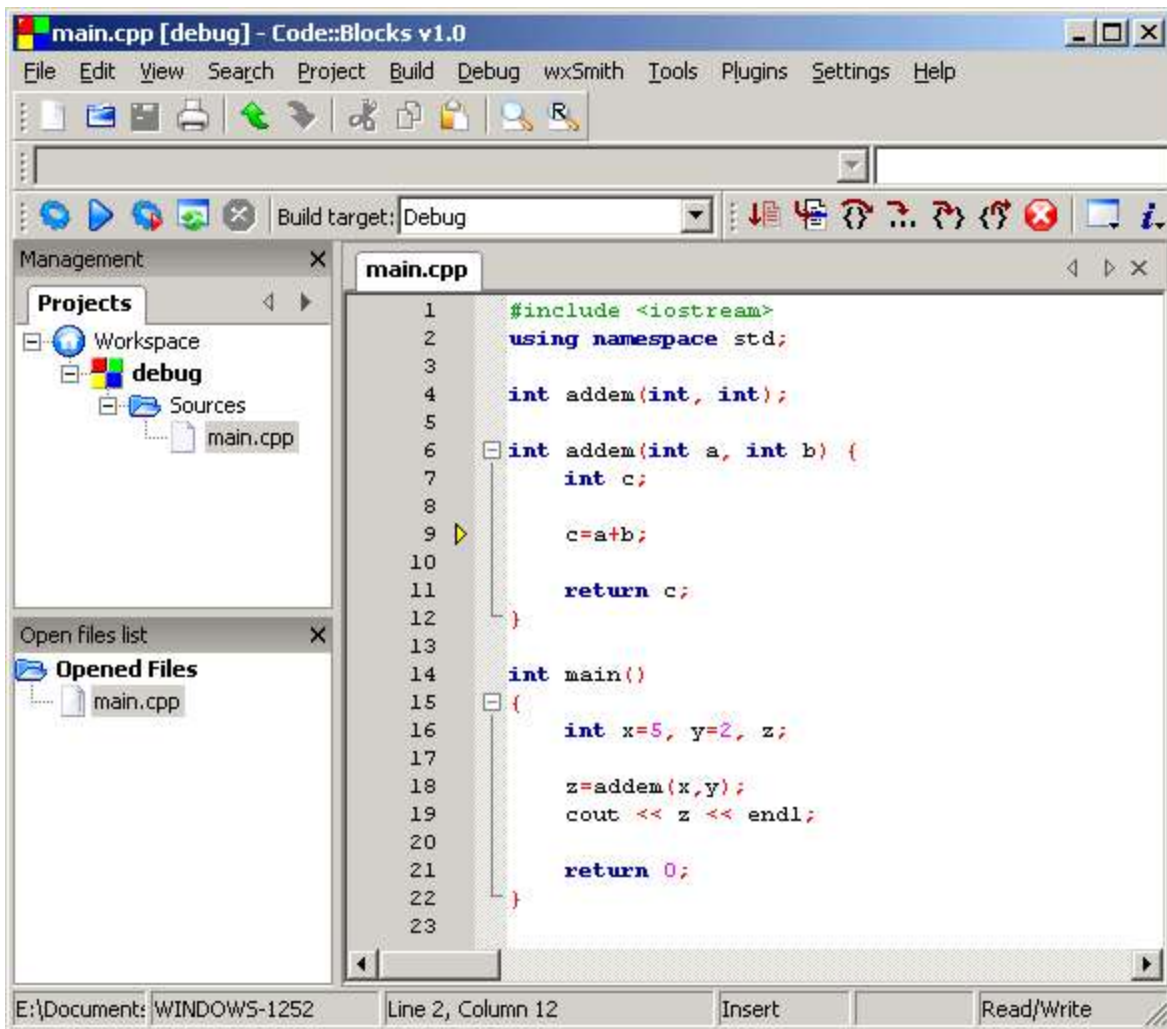 main.cpp [debug] - Code::Blocks v1.0
File Edit View Search Project Build Debug wxSmith Tools Plugins Settings Help
Build target: Debug
Management
Projects
Workspace
debug
Sources
main.cpp
Open files list
Opened Files
main.cpp
main.cpp
1 #include <iostream>
2 using namespace std;
3
4 int addem(int, int);
5
6 int addem(int a, int b) {
7 int c;
8
9 c=a+b;
10
11 return c;
12 }
13
14 int main()
15 {
16 int x=5, y=2, z;
17
18 z=addem(x,y);
19 cout << z << endl;
20
21 return 0;
22 }
23
E:\Documents WINDOWS-1252 Line 2, Column 12 Insert Read/Write